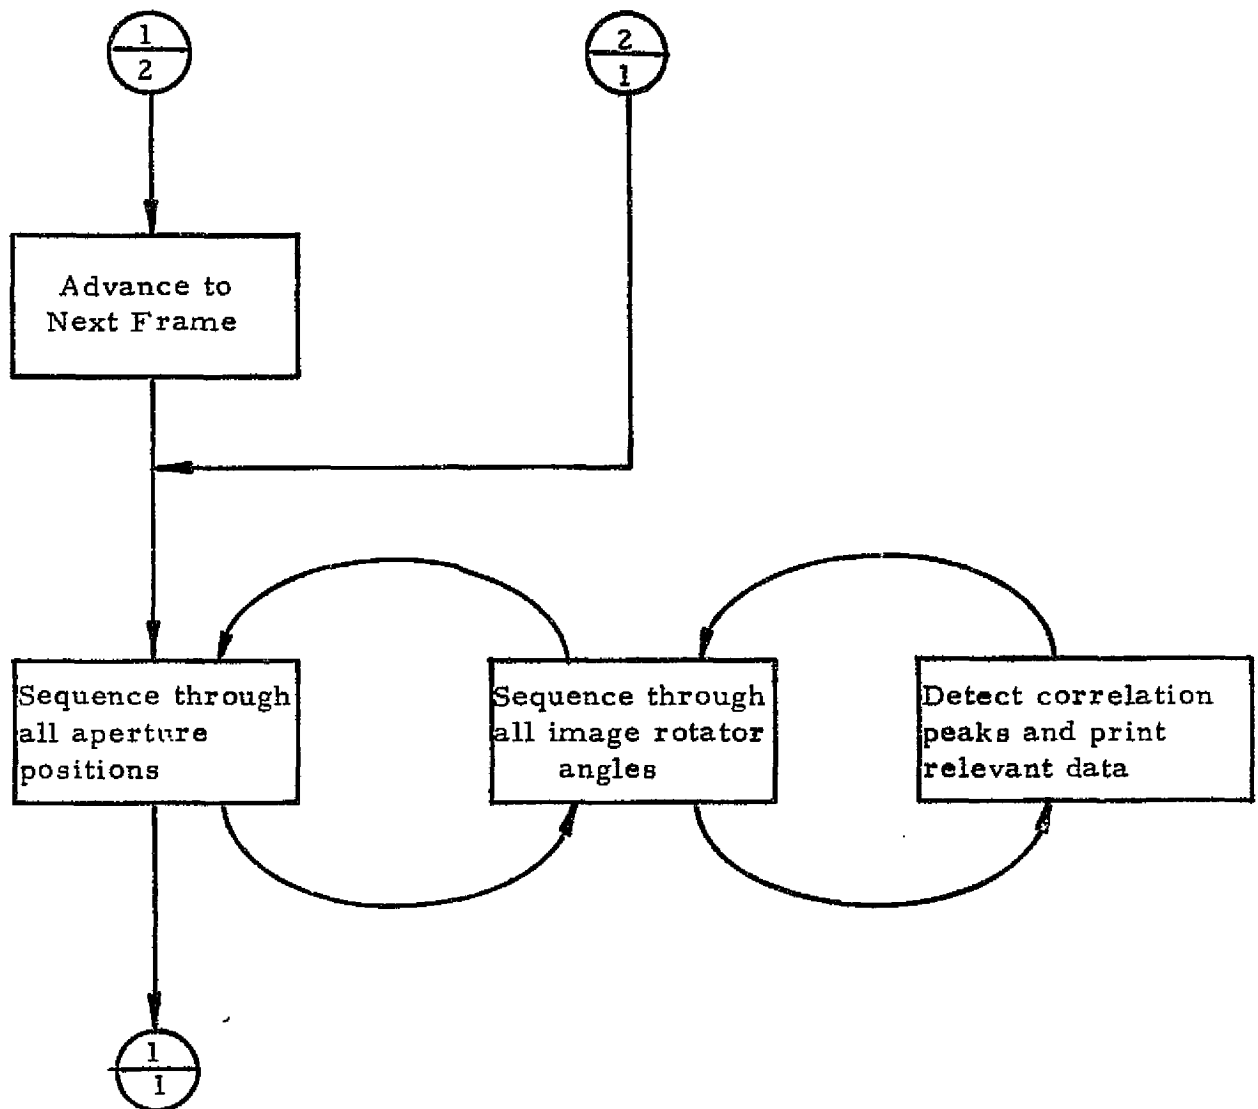 1
2
2
1
Advance to
Next Frame
Sequence through
all aperture
positions
Sequence through
all image rotator
angles
Detect correlation
peaks and print
relevant data
1
1